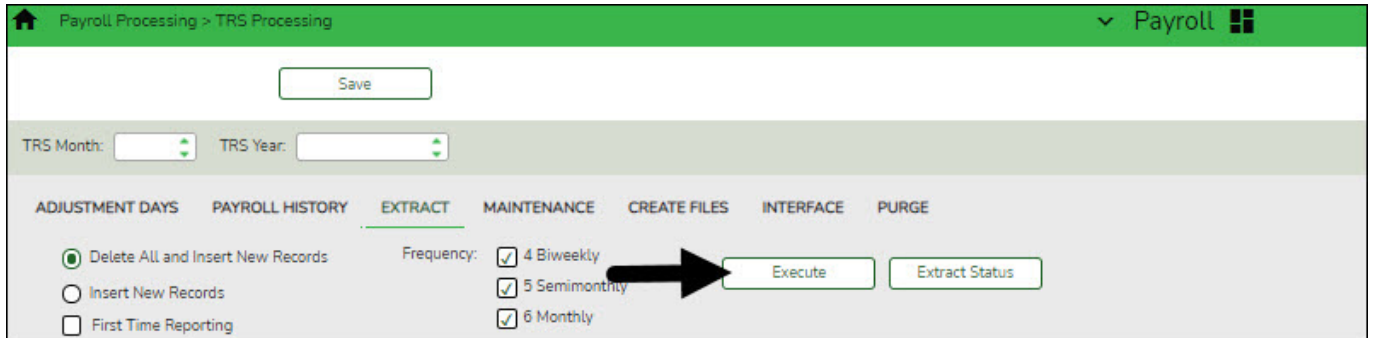 Payroll Processing > TRS Processing
Payroll
Save
TRS Month:
TRS Year:
ADJUSTMENT DAYS PAYROLL HISTORY EXTRACT MAINTENANCE CREATE FILES INTERFACE PURGE
Delete All and Insert New Records
Insert New Records
First Time Reporting
Frequency:
4 Biweekly
5 Semimonthly
6 Monthly
Execute
Extract Status